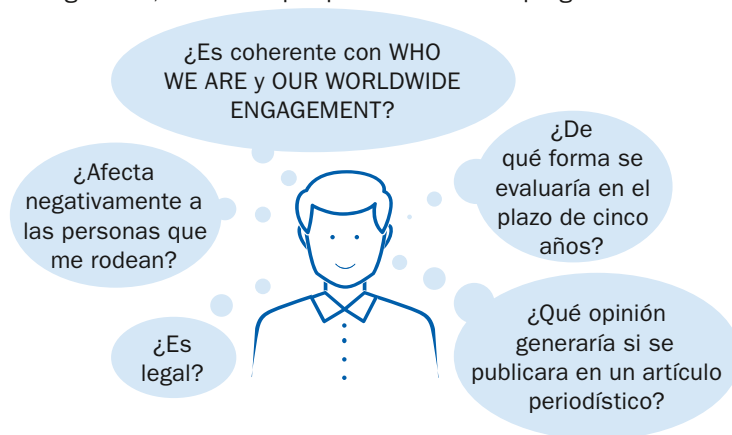 ¿Es coherente con WHO
WE ARE y OUR WORLDWIDE
ENGAGEMENT?
¿Afecta
negativamente a
las personas que
me rodean?
¿De
qué forma se
evaluaría en el
plazo de cinco
años?
¿Es
legal?
¿Qué opinión
generaría si se
publicara en un artículo
periodístico?